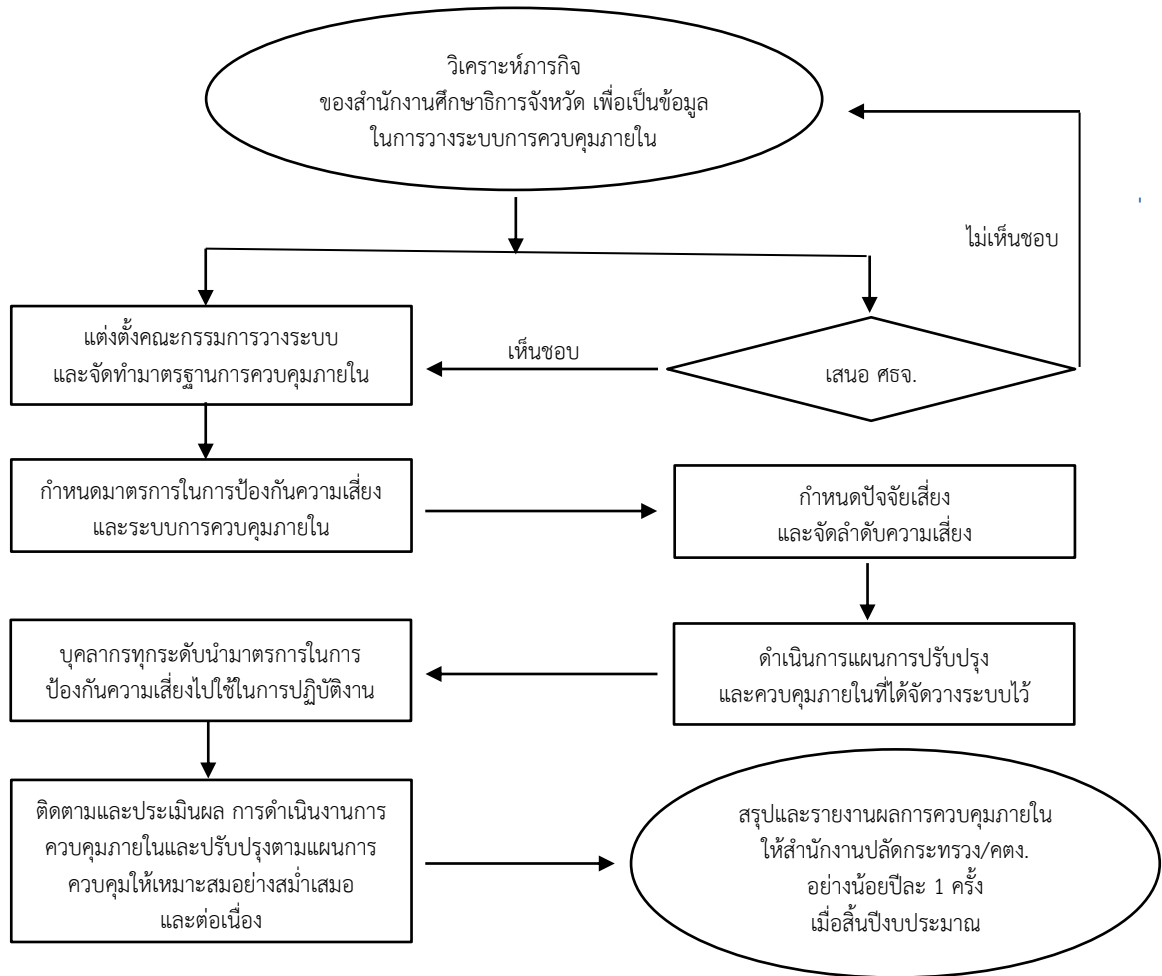 วิเคราะห์ภารกิจ
ของสำนักงานศึกษาธิการจังหวัด เพื่อเป็นข้อมูล
ในการวางระบบการควบคุมภายใน
ไม่เห็นชอบ
แต่งตั้งคณะกรรมการวางระบบ
และจัดทำมาตรฐานการควบคุมภายใน
เห็นชอบ
เสนอ ศธจ.
กำหนดมาตรการในการป้องกันความเสี่ยง
และระบบการควบคุมภายใน
กำหนดปัจจัยเสี่ยง
และจัดลำดับความเสี่ยง
ดำเนินการแผนการปรับปรุง
และควบคุมภายในที่ได้จัดวางระบบไว้
บุคลากรทุกระดับนำมาตรการในการ
ป้องกันความเสี่ยงไปใช้ในการปฏิบัติงาน
ติดตามและประเมินผล การดำเนินงานการ
ควบคุมภายในและปรับปรุงตามแผนการ
ควบคุมให้เหมาะสมอย่างสม่ำเสมอ
และต่อเนื่อง
สรุปและรายงานผลการควบคุมภายใน
ให้สำนักงานปลัดกระทรวง/คตง.
อย่างน้อยปีละ 1 ครั้ง
เมื่อสิ้นปีงบประมาณ